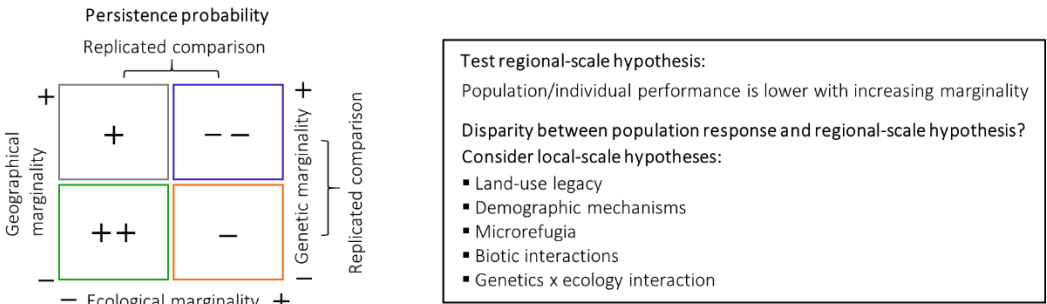 Persistence probability
Replicated comparison
+
Geographical
marginality
−
+ − −
++ −
+
Genetic marginality
−
Replicated comparison
− Ecological marginality +
Test regional-scale hypothesis:
Population/individual performance is lower with increasing marginality
Disparity between population response and regional-scale hypothesis?
Consider local-scale hypotheses:
▪ Land-use legacy
▪ Demographic mechanisms
▪ Microrefugia
▪ Biotic interactions
▪ Genetics x ecology interaction